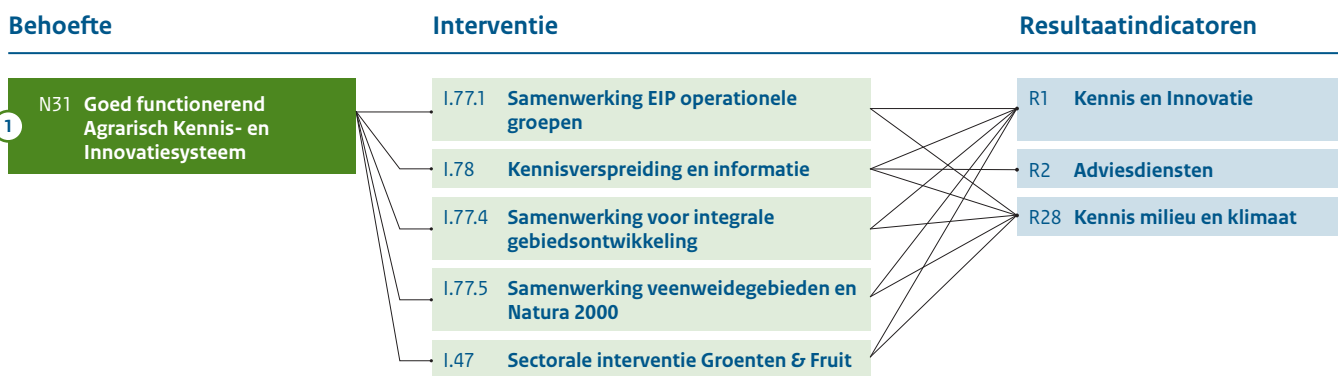 Behoefte
Interventie
Resultaatindicatoren
1
N31 Goed functionerend
Agrarisch Kennis- en
Innovatiesysteem
I.77.1 Samenwerking EIP operationele
groepen
I.78 Kennisverspreiding en informatie
I.77.4 Samenwerking voor integrale
gebiedsontwikkeling
I.77.5 Samenwerking veenweidegebieden en
Natura 2000
I.47 Sectorale interventie Groenten & Fruit
R1 Kennis en Innovatie
R2 Adviesdiensten
R28 Kennis milieu en klimaat